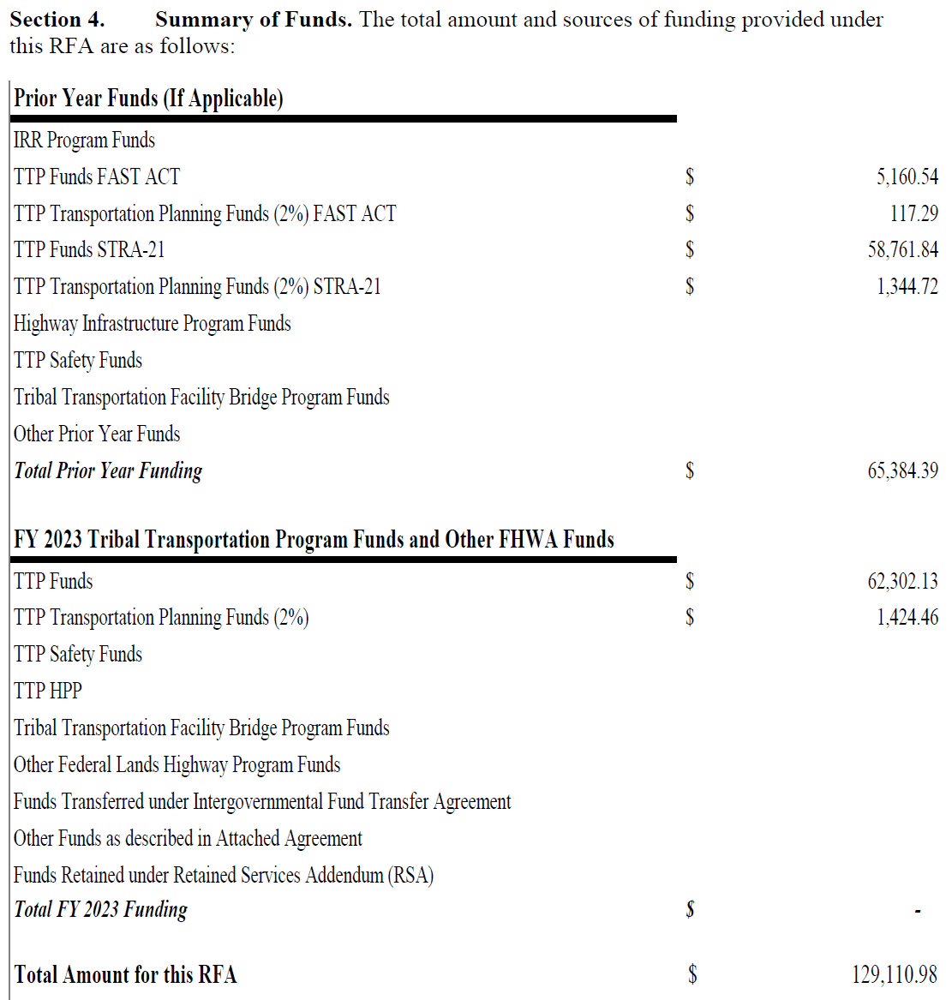 Section 4. Summary of Funds. The total amount and sources of funding provided under
this RFA are as follows:
Prior Year Funds (If Applicable)
IRR Program Funds
TTP Funds FAST ACT $ 5,160.54
TTP Transportation Planning Funds (2%) FAST ACT $ 117.29
TTP Funds STRA-21 $ 58,761.84
TTP Transportation Planning Funds (2%) STRA-21 $ 1,344.72
Highway Infrastructure Program Funds
TTP Safety Funds
Tribal Transportation Facility Bridge Program Funds
Other Prior Year Funds
Total Prior Year Funding $ 65,384.39
FY 2023 Tribal Transportation Program Funds and Other FHWA Funds
TTP Funds $ 62,302.13
TTP Transportation Planning Funds (2%) $ 1,424.46
TTP Safety Funds
TTP HPP
Tribal Transportation Facility Bridge Program Funds
Other Federal Lands Highway Program Funds
Funds Transferred under Intergovernmental Fund Transfer Agreement
Other Funds as described in Attached Agreement
Funds Retained under Retained Services Addendum (RSA)
Total FY 2023 Funding $ -
Total Amount for this RFA $ 129,110.98